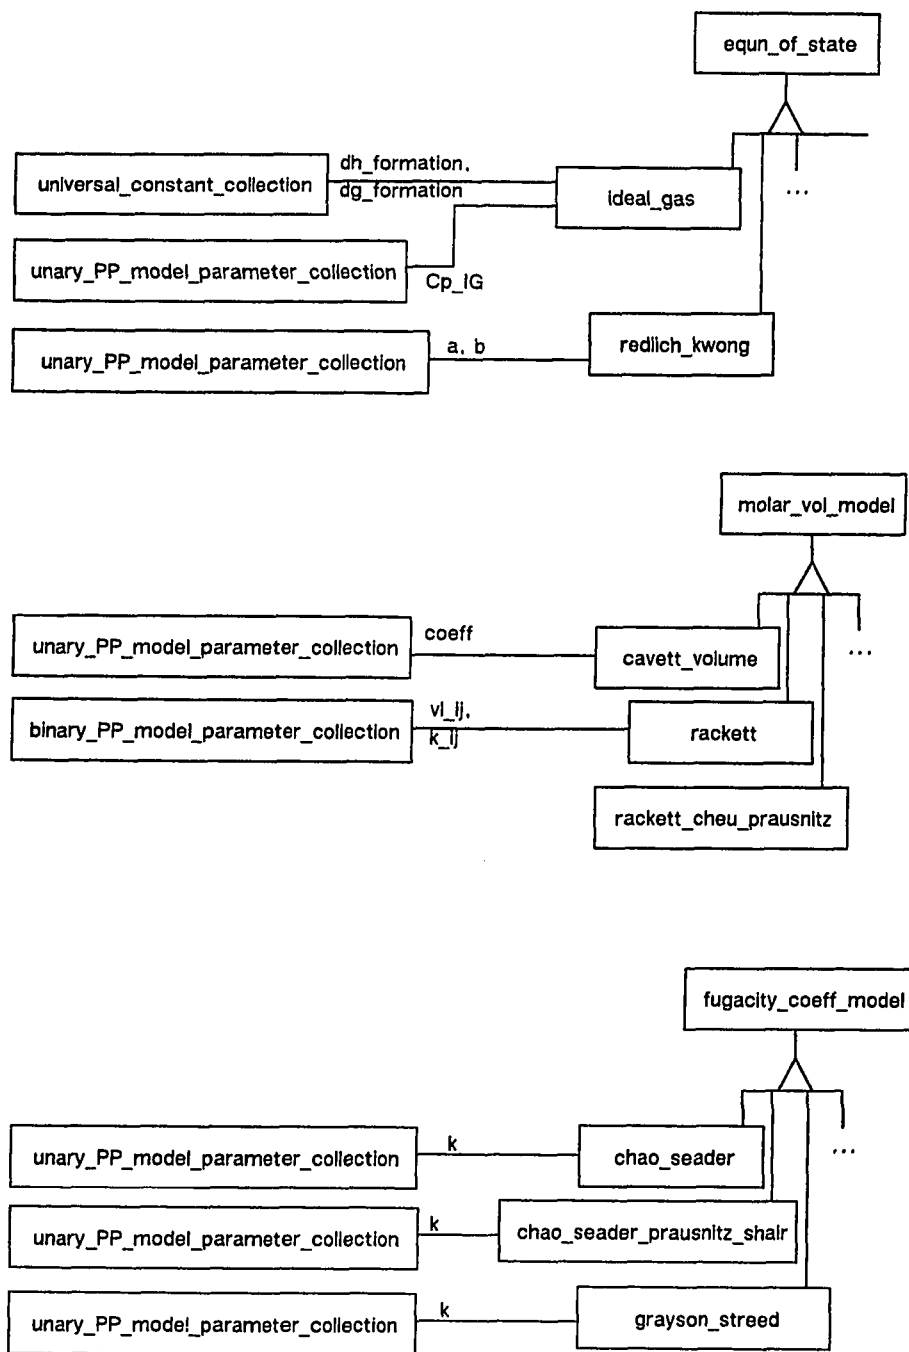 equn_of_state
universal_constant_collection
dh_formation,
dg_formation
ideal_gas
...
unary_PP_model_parameter_collection
Cp_IG
unary_PP_model_parameter_collection
a, b
redlich_kwong
molar_vol_model
unary_PP_model_parameter_collection
coeff
cavett_volume
...
binary_PP_model_parameter_collection
vl_ij,
k_ij
rackett
rackett_cheu_prausnitz
fugacity_coeff_model
unary_PP_model_parameter_collection
k
chao_seader
...
unary_PP_model_parameter_collection
k
chao_seader_prausnitz_shair
unary_PP_model_parameter_collection
k
grayson_streed